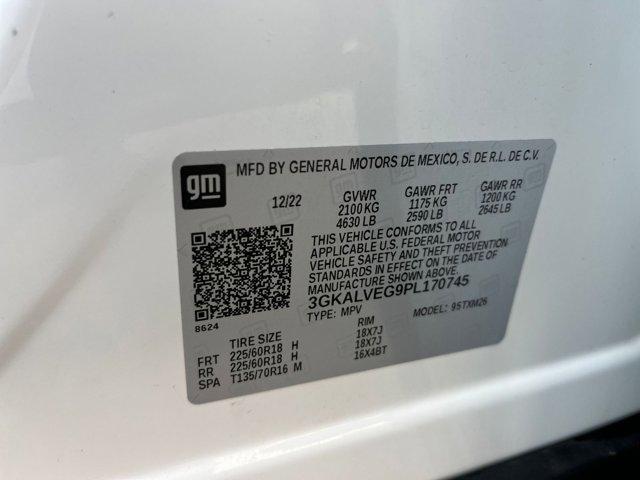 gm
MFD BY GENERAL MOTORS DE MEXICO, S. DE R.L. DE C.V.
12/22
GVWR GAWR FRT GAWR RR
2100 KG 1175 KG 1200 KG
4630 LB 2590 LB 2645 LB
THIS VEHICLE CONFORMS TO ALL
APPLICABLE U.S. FEDERAL MOTOR
VEHICLE SAFETY AND THEFT PREVENTION
STANDARDS IN EFFECT ON THE DATE OF
MANUFACTURE SHOWN ABOVE.
3GKALVEG9PL170745
8624
TYPE: MPV MODEL: 95TXM26
TIRE SIZE RIM
FRT 225/60R18 H 18X7J
RR 225/60R18 H 18X7J
SPA T135/70R16 M 16X4BT